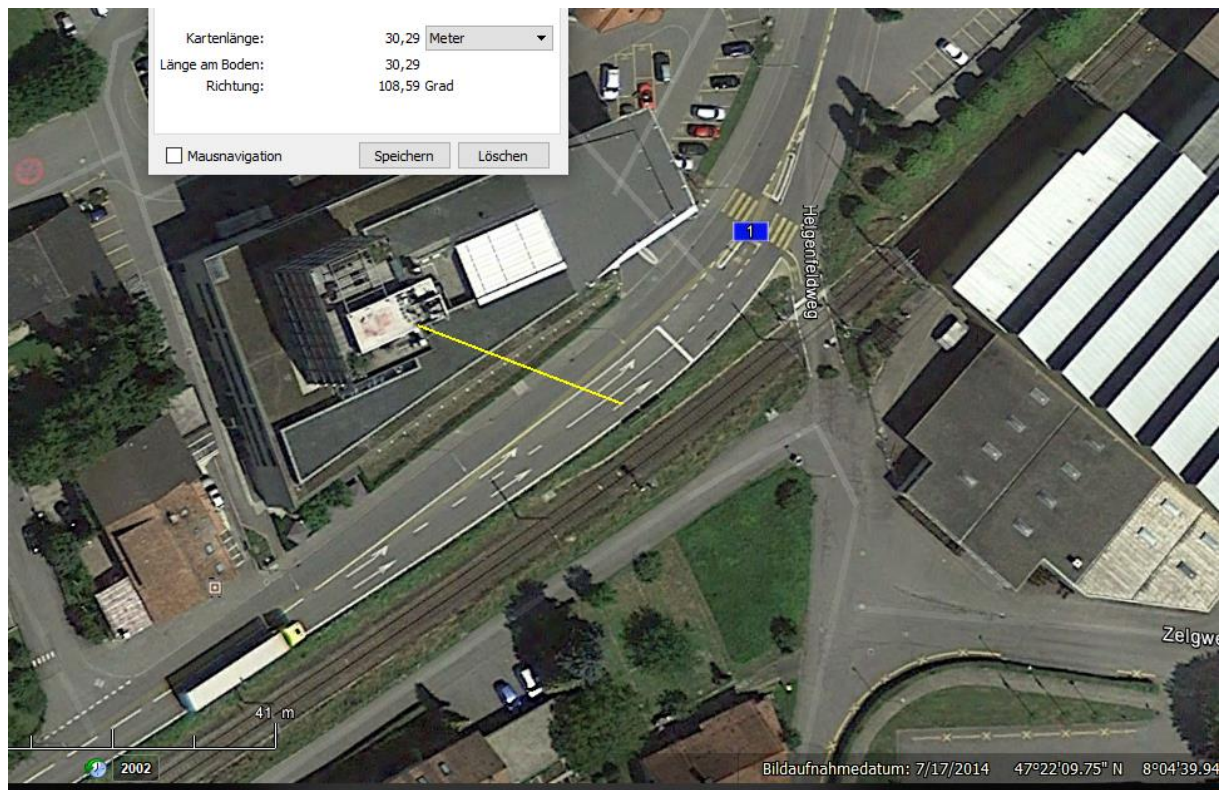 Kartenlänge: 30,29 Meter
Länge am Boden: 30,29
Richtung: 108,59 Grad
Mausnavigation Speichern Löschen
1
Helgenfeldweg
Zelgwe
41 m
2002
Bildaufnahmedatum: 7/17/2014 47°22'09.75" N 8°04'39.94